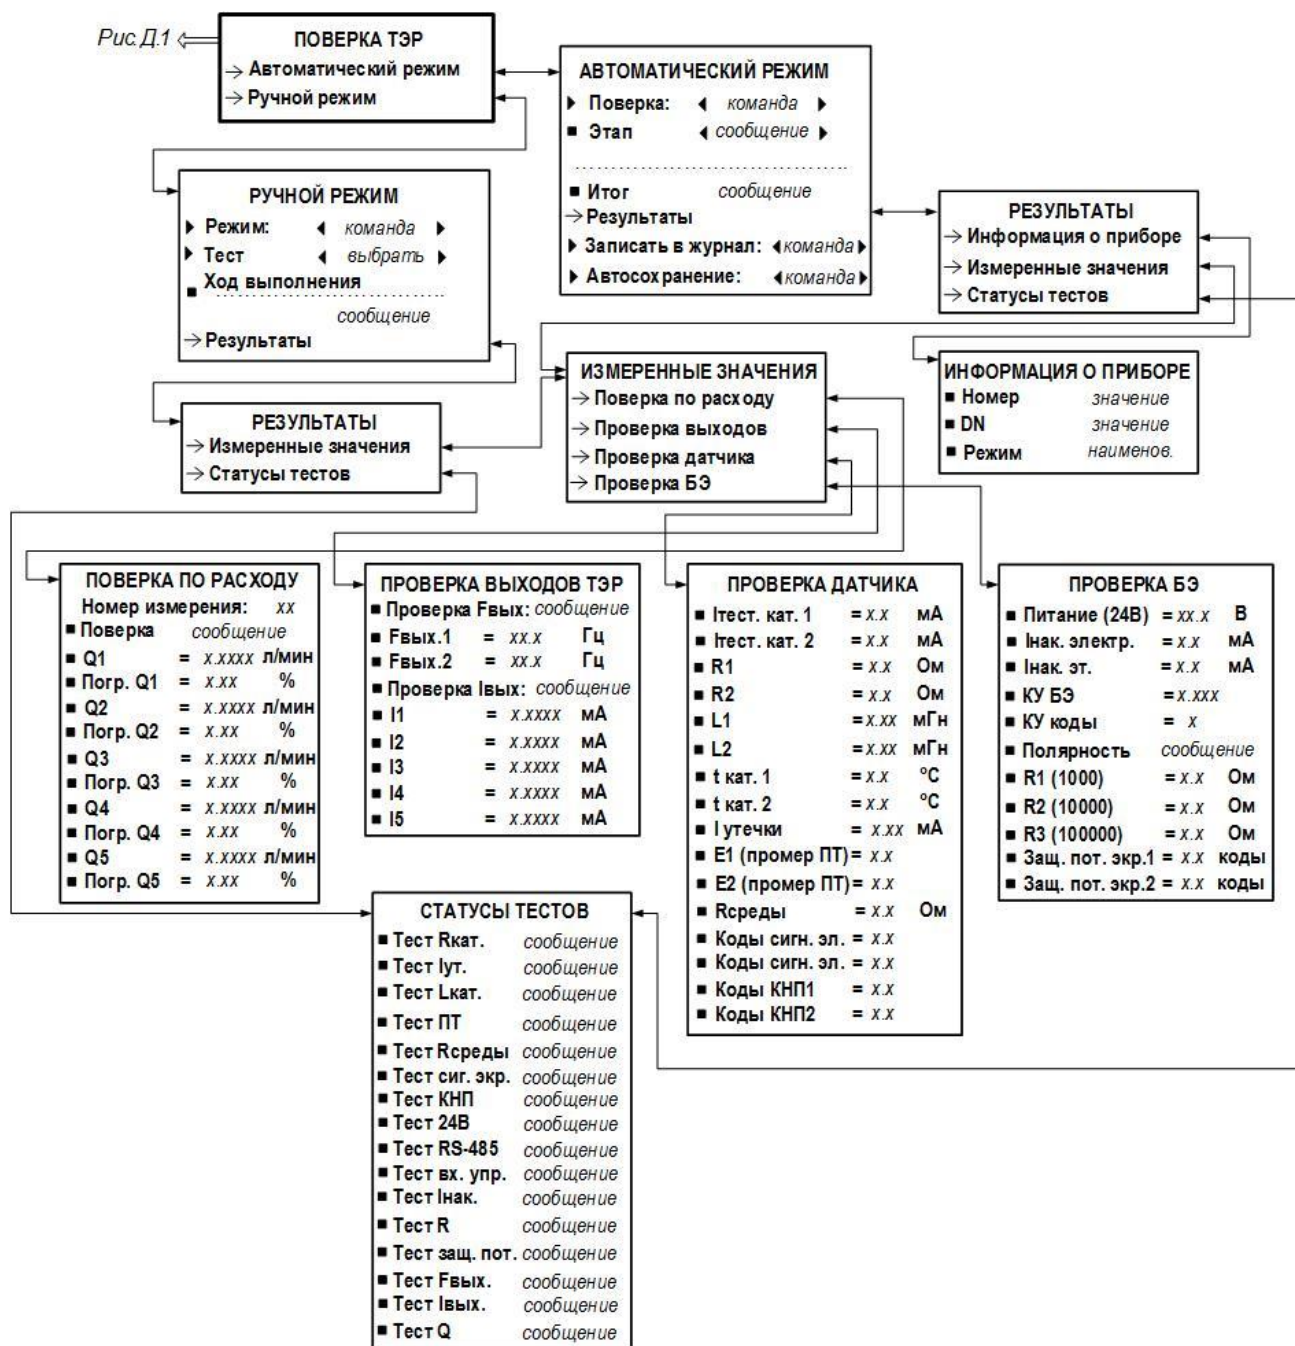 Рис.Д.1
ПОВЕРКА ТЭР
Автоматический режим
Ручной режим
АВТОМАТИЧЕСКИЙ РЕЖИМ
Поверка: команда
Этап сообщение
Итог сообщение
Результаты
Записать в журнал: команда
Автосохранение: команда
РУЧНОЙ РЕЖИМ
Режим: команда
Тест выбрать
Ход выполнения
сообщение
Результаты
РЕЗУЛЬТАТЫ
Информация о приборе
Измеренные значения
Статусы тестов
ИНФОРМАЦИЯ О ПРИБОРЕ
Номер значение
DN значение
Режим наименов.
РЕЗУЛЬТАТЫ
Измеренные значения
Статусы тестов
ИЗМЕРЕННЫЕ ЗНАЧЕНИЯ
Поверка по расходу
Проверка выходов
Проверка датчика
Проверка БЭ
ПОВЕРКА ПО РАСХОДУ
Номер измерения: xx
Поверка сообщение
Q1 = x.xxxx л/мин
Погр. Q1 = x.xx %
Q2 = x.xxxx л/мин
Погр. Q2 = x.xx %
Q3 = x.xxxx л/мин
Погр. Q3 = x.xx %
Q4 = x.xxxx л/мин
Погр. Q4 = x.xx %
Q5 = x.xxxx л/мин
Погр. Q5 = x.xx %
ПРОВЕРКА ВЫХОДОВ ТЭР
Проверка Fвых: сообщение
Fвых.1 = xx.x Гц
Fвых.2 = xx.x Гц
Проверка Iвых: сообщение
I1 = x.xxxx мА
I2 = x.xxxx мА
I3 = x.xxxx мА
I4 = x.xxxx мА
I5 = x.xxxx мА
ПРОВЕРКА ДАТЧИКА
Iтест. кат. 1 = x.x мА
Iтест. кат. 2 = x.x мА
R1 = x.x Ом
R2 = x.x Ом
L1 = x.xx мГн
L2 = x.xx мГн
t кат. 1 = x.x °C
t кат. 2 = x.x °C
I утечки = x.xx мА
E1 (промер ПТ) = x.x
E2 (промер ПТ) = x.x
Rсреды = x.x Ом
Коды сигн. эл. = x.x
Коды сигн. эл. = x.x
Коды КНП1 = x.x
Коды КНП2 = x.x
ПРОВЕРКА БЭ
Питание (24В) = xx.x В
Iнак. электр. = x.x мА
Iнак. эт. = x.x мА
КУ БЭ =x.xxx
КУ коды = x
Полярность сообщение
R1 (1000) = x.x Ом
R2 (10000) = x.x Ом
R3 (100000) = x.x Ом
Защ. пот. экр.1 = x.x коды
Защ. пот. экр.2 = x.x коды
СТАТУСЫ ТЕСТОВ
Тест Rкат. сообщение
Тест Iут. сообщение
Тест Lкат. сообщение
Тест ПТ сообщение
Тест Rсреды сообщение
Тест сиг. экр. сообщение
Тест КНП сообщение
Тест 24В сообщение
Тест RS-485 сообщение
Тест вх. упр. сообщение
Тест Iнак. сообщение
Тест R сообщение
Тест защ. пот. сообщение
Тест Fвых. сообщение
Тест Iвых. сообщение
Тест Q сообщение